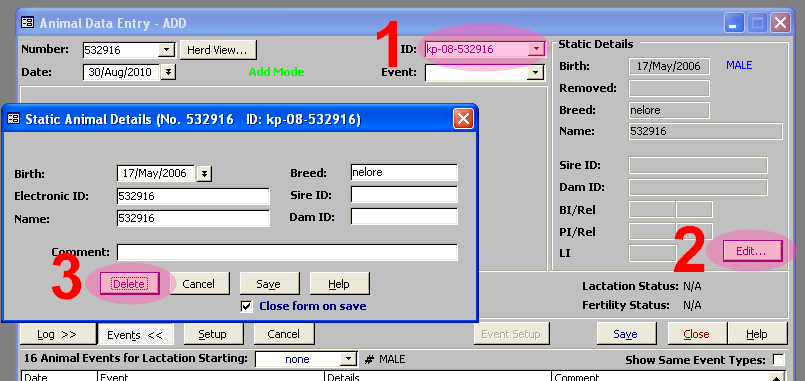 Animal Data Entry - ADD
Number: 532916 Herd View... 1 ID: kp-08-532916 Static Details
Date: 30/Aug/2010 Add Mode Event: Birth: 17/May/2006 MALE
Removed:
Breed: nelore
Name: 532916
Sire ID:
Dam ID:
BI/Rel
PI/Rel
LI 2 Edit...
Static Animal Details (No. 532916 ID: kp-08-532916)
Birth: 17/May/2006 Breed: nelore
Electronic ID: 532916 Sire ID:
Name: 532916 Dam ID:
Comment:
3 Delete Cancel Save Help
Close form on save
Lactation Status: N/A
Fertility Status: N/A
Log >> Events << Setup Cancel Event Setup Save Close Help
16 Animal Events for Lactation Starting: none # MALE Show Same Event Types:
Date Event Details Comment